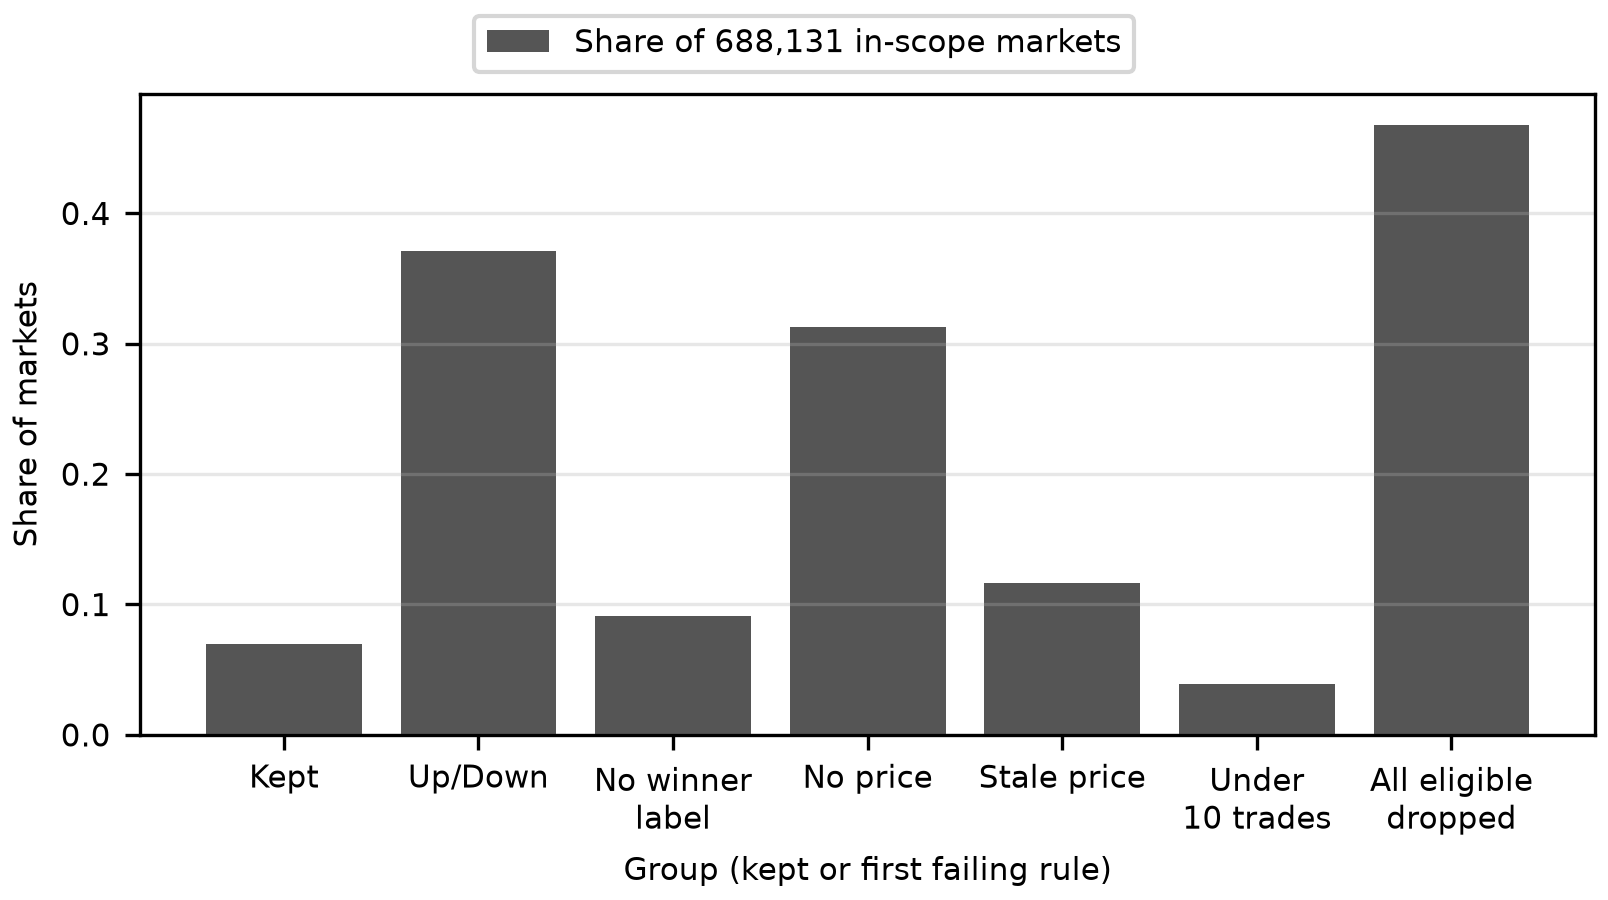 Share of 688,131 in-scope markets
Share of markets
0.4
0.3
0.2
0.1
0.0
Kept
Up/Down
No winner
label
No price
Stale price
Under
10 trades
All eligible
dropped
Group (kept or first failing rule)